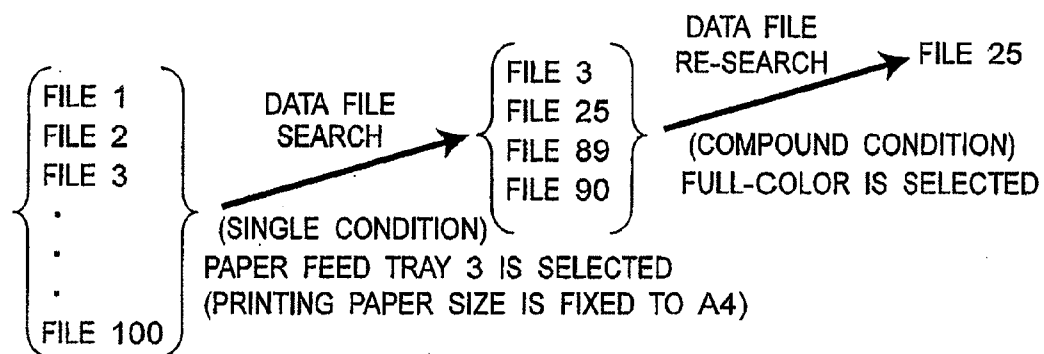 FILE 1
FILE 2
FILE 3
.
.
.
FILE 100
DATA FILE
SEARCH
(SINGLE CONDITION)
PAPER FEED TRAY 3 IS SELECTED
(PRINTING PAPER SIZE IS FIXED TO A4)
FILE 3
FILE 25
FILE 89
FILE 90
DATA FILE
RE-SEARCH
(COMPOUND CONDITION)
FULL-COLOR IS SELECTED
FILE 25